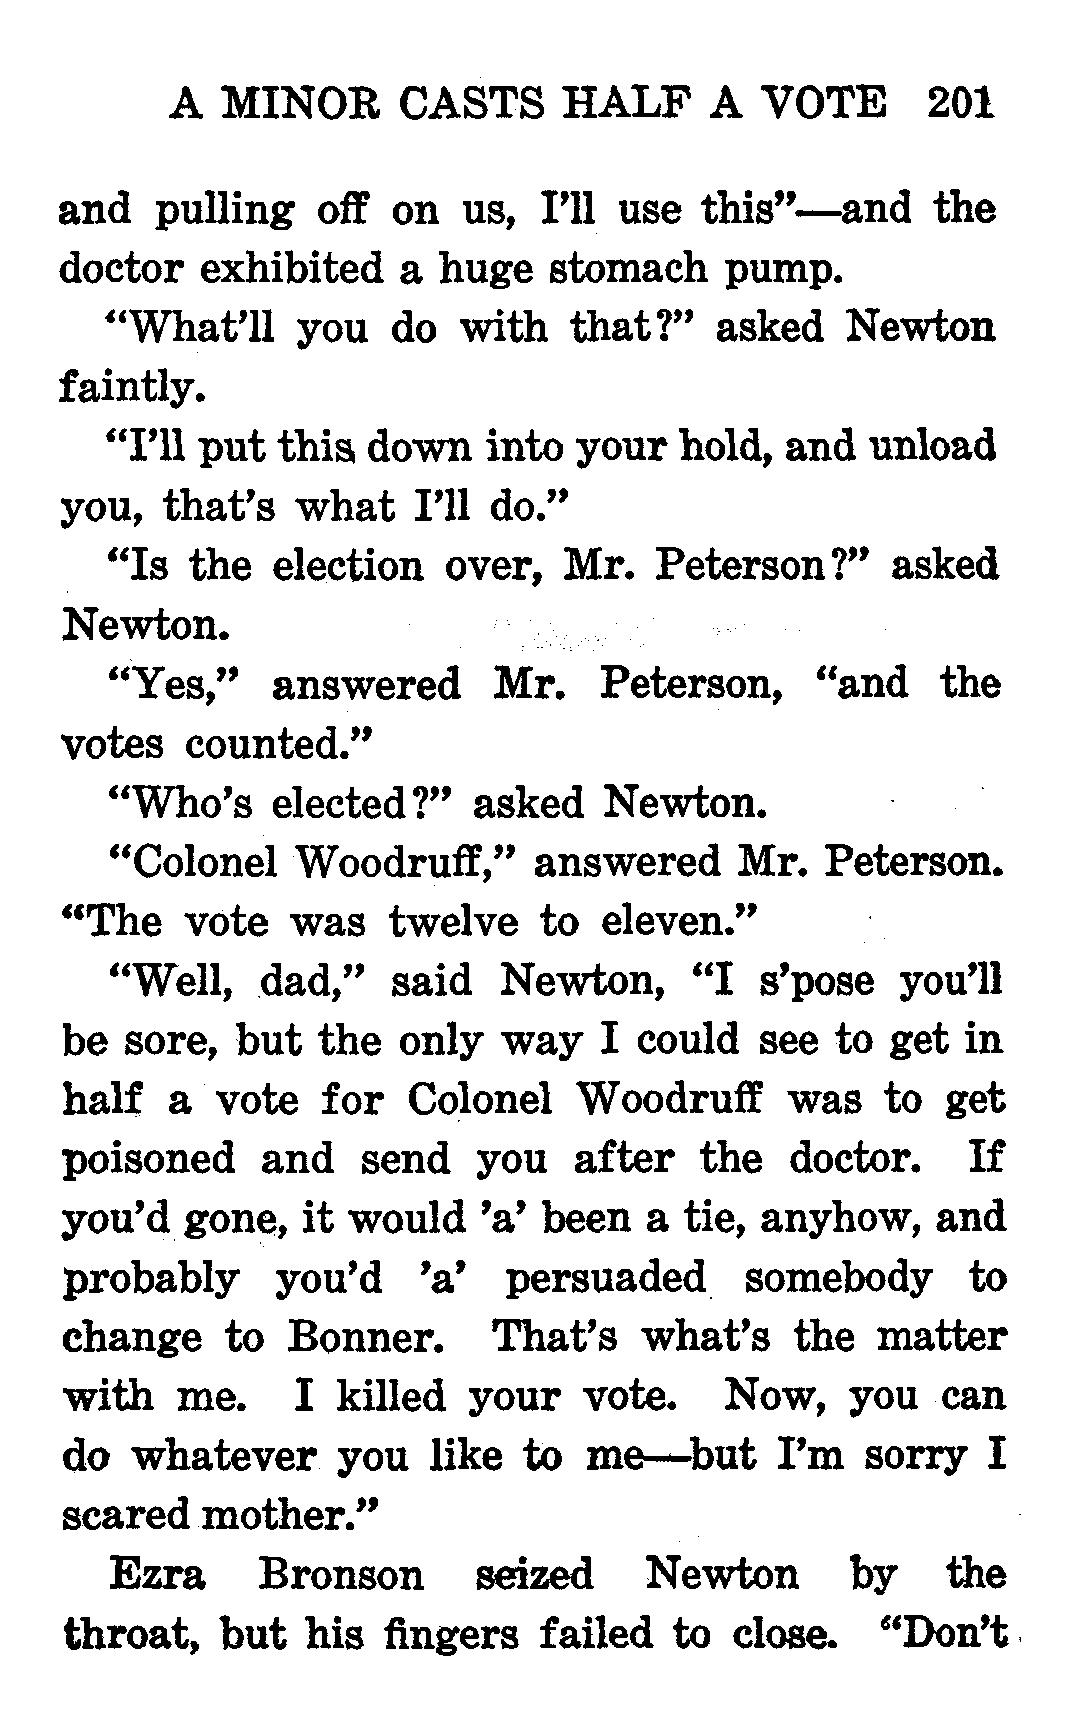 A MINOR CASTS HALF A VOTE 201
and pulling off on us, I'll use this"—and the
doctor exhibited a huge stomach pump.
"What'll you do with that?" asked Newton
faintly.
"I'll put this down into your hold, and unload
you, that's what I'll do."
"Is the election over, Mr. Peterson?" asked
Newton.
"Yes," answered Mr. Peterson, "and the
votes counted."
"Who's elected?" asked Newton.
"Colonel Woodruff," answered Mr. Peterson.
"The vote was twelve to eleven."
"Well, dad," said Newton, "I s'pose you'll
be sore, but the only way I could see to get in
half a vote for Colonel Woodruff was to get
poisoned and send you after the doctor. If
you'd gone, it would 'a' been a tie, anyhow, and
probably you'd 'a' persuaded somebody to
change to Bonner. That's what's the matter
with me. I killed your vote. Now, you can
do whatever you like to me—but I'm sorry I
scared mother."
Ezra Bronson seized Newton by the
throat, but his fingers failed to close. "Don't